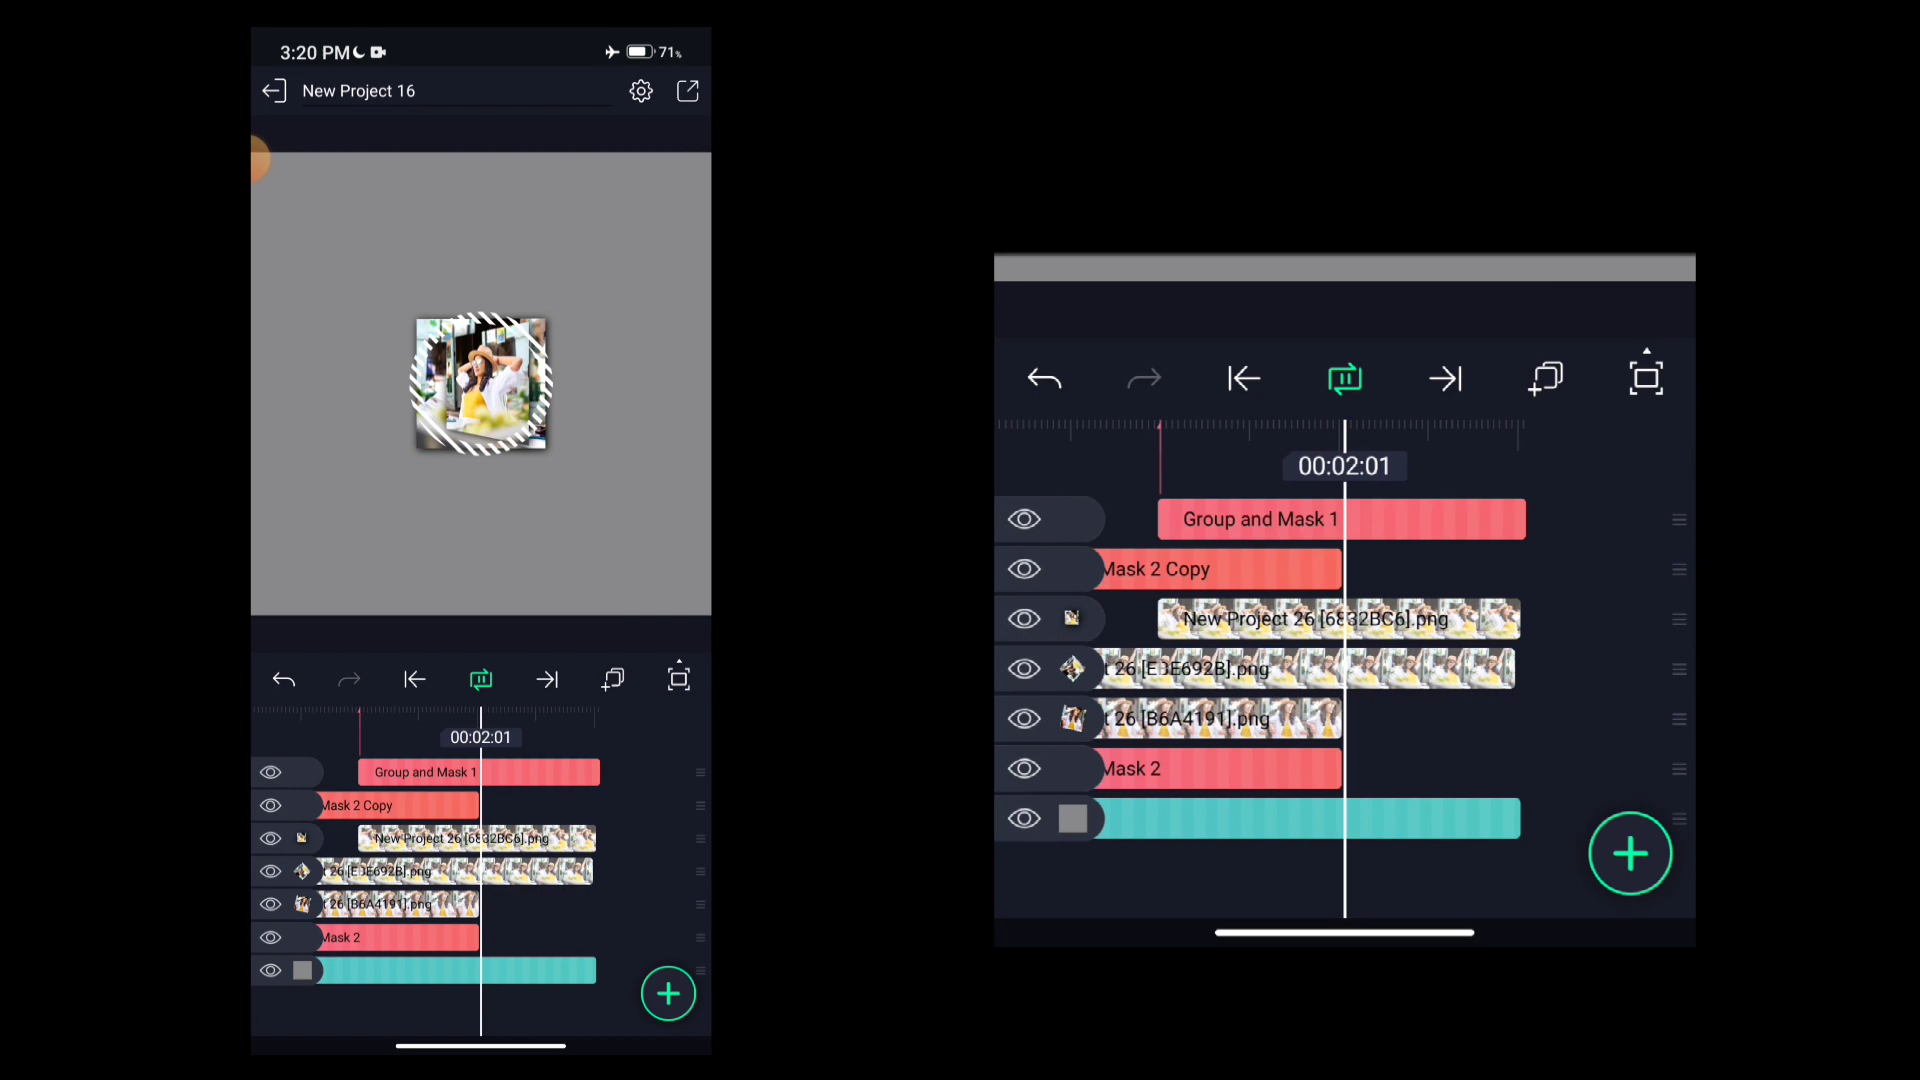 3:20 PM
71%
New Project 16
00:02:01
Group and Mask 1
Mask 2 Copy
New Project 26 [6832BC6].png
t 26 [E3E692B].png
t 26 [B6A4191].png
Mask 2
00:02:01
Group and Mask 1
Mask 2 Copy
New Project 26 [6832BC6].png
t 26 [E3E692B].png
t 26 [B6A4191].png
Mask 2